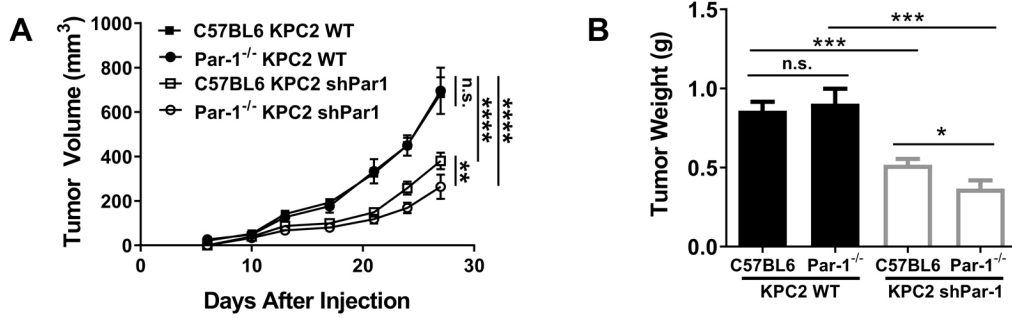 A
Tumor Volume (mm³)
1000
800
600
400
200
0
0
10
20
30
Days After Injection
C57BL6 KPC2 WT
Par-1⁻/⁻ KPC2 WT
C57BL6 KPC2 shPar1
Par-1⁻/⁻ KPC2 shPar1
n.s.
****
****
**
B
Tumor Weight (g)
1.5
1.0
0.5
0.0
***
***
n.s.
*
C57BL6 Par-1⁻/⁻ C57BL6 Par-1⁻/⁻
KPC2 WT KPC2 shPar-1